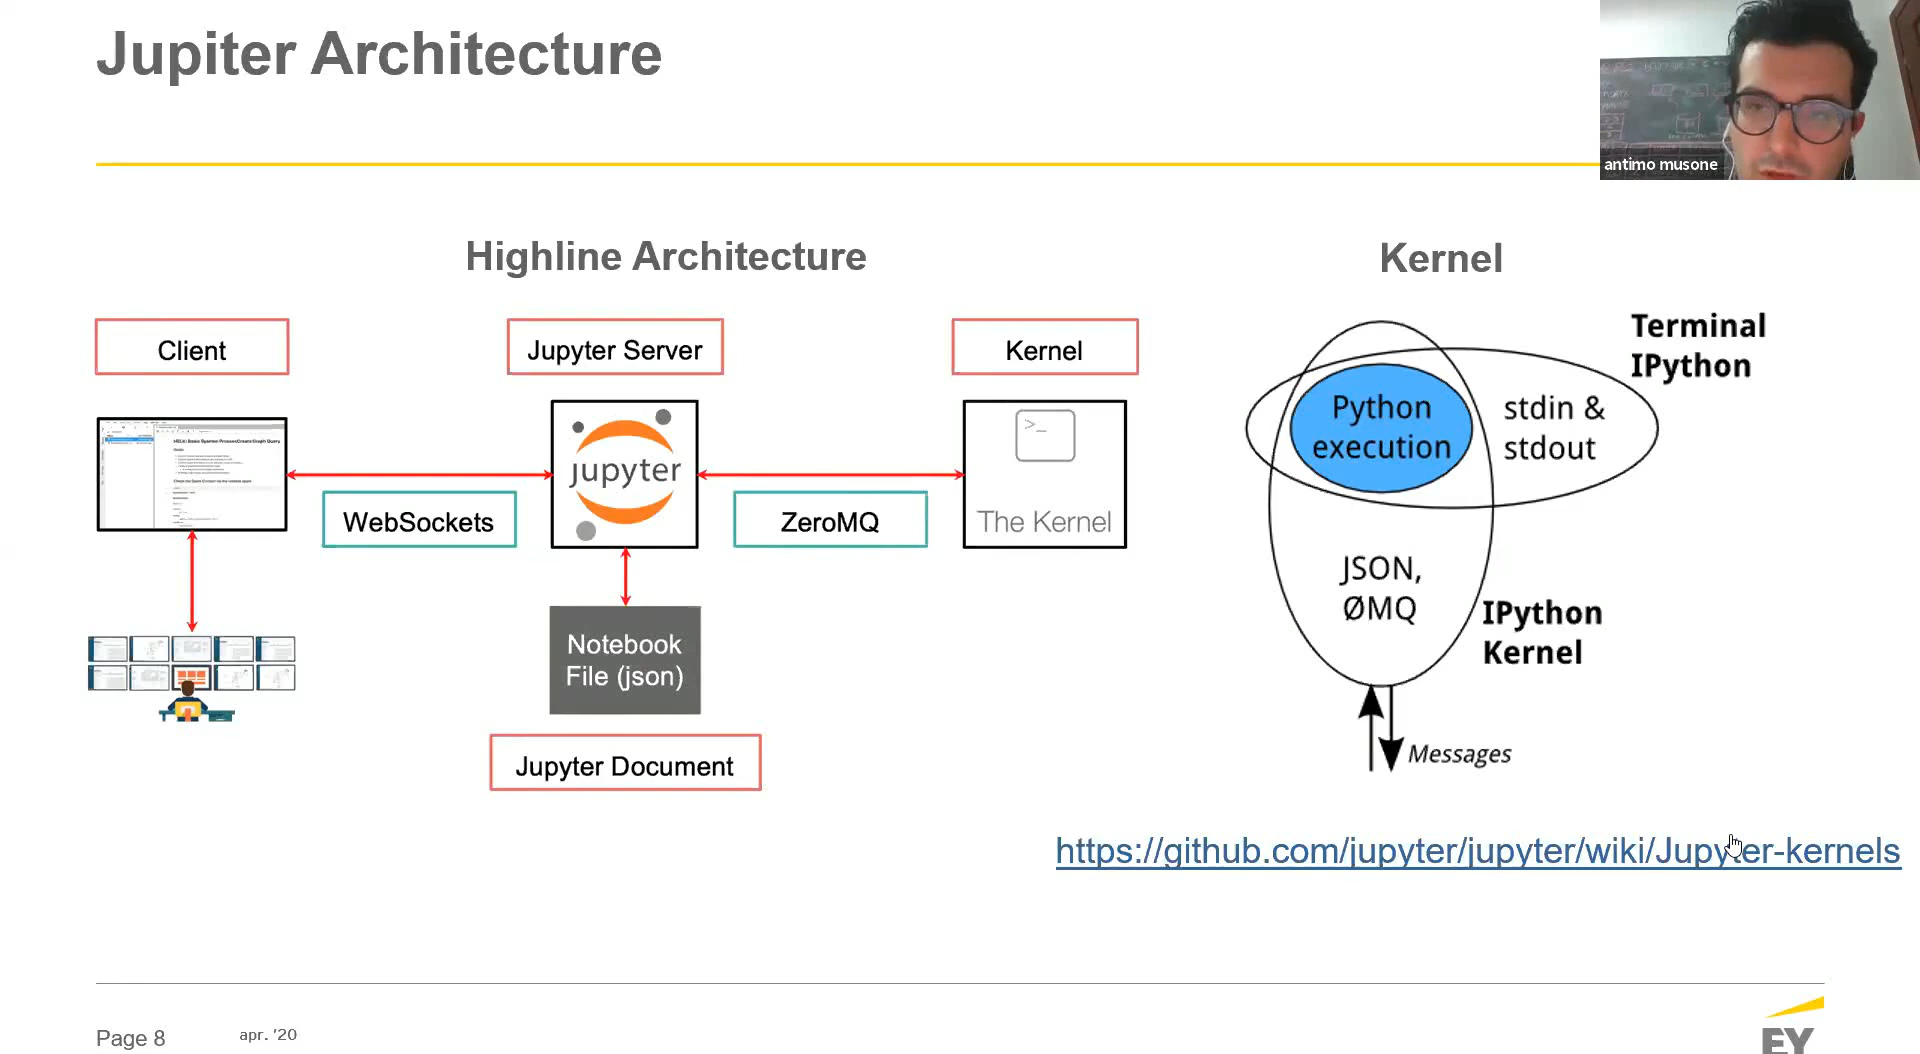 Jupiter Architecture
antimo musone
Highline Architecture
Kernel
Client
Jupyter Server
Kernel
WebSockets
jupyter
ZeroMQ
>_
The Kernel
Notebook
File (json)
Jupyter Document
Terminal
IPython
Python
execution
stdin &
stdout
JSON,
ØMQ
IPython
Kernel
Messages
https://github.com/jupyter/jupyter/wiki/Jupyter-kernels
Page 8
apr. '20
EY